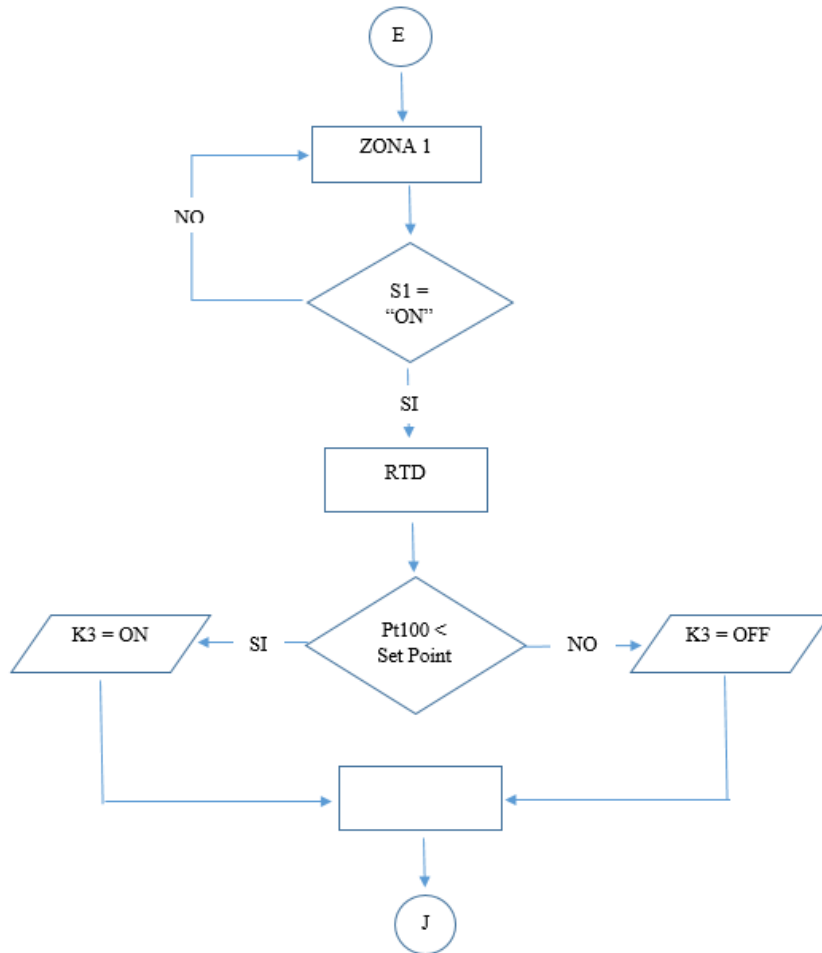 E
ZONA 1
NO
S1 =
“ON”
SI
RTD
K3 = ON
SI
Pt100 <
Set Point
NO
K3 = OFF
J